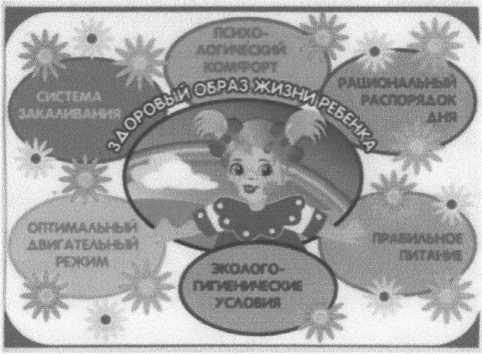 ПСИХО-
ЛОГИЧЕСКИЙ
КОМФОРТ
СИСТЕМА
ЗАКАЛИВАНИЯ
ЗДОРОВЫЙ ОБРАЗ ЖИЗНИ РЕБЕНКА
РАЦИОНАЛЬНЫЙ
РАСПОРЯДОК
ДНЯ
ОПТИМАЛЬНЫЙ
ДВИГАТЕЛЬНЫЙ
РЕЖИМ
ПРАВИЛЬНОЕ
ПИТАНИЕ
ЭКОЛОГО-
ГИГИЕНИЧЕСКИЕ
УСЛОВИЯ